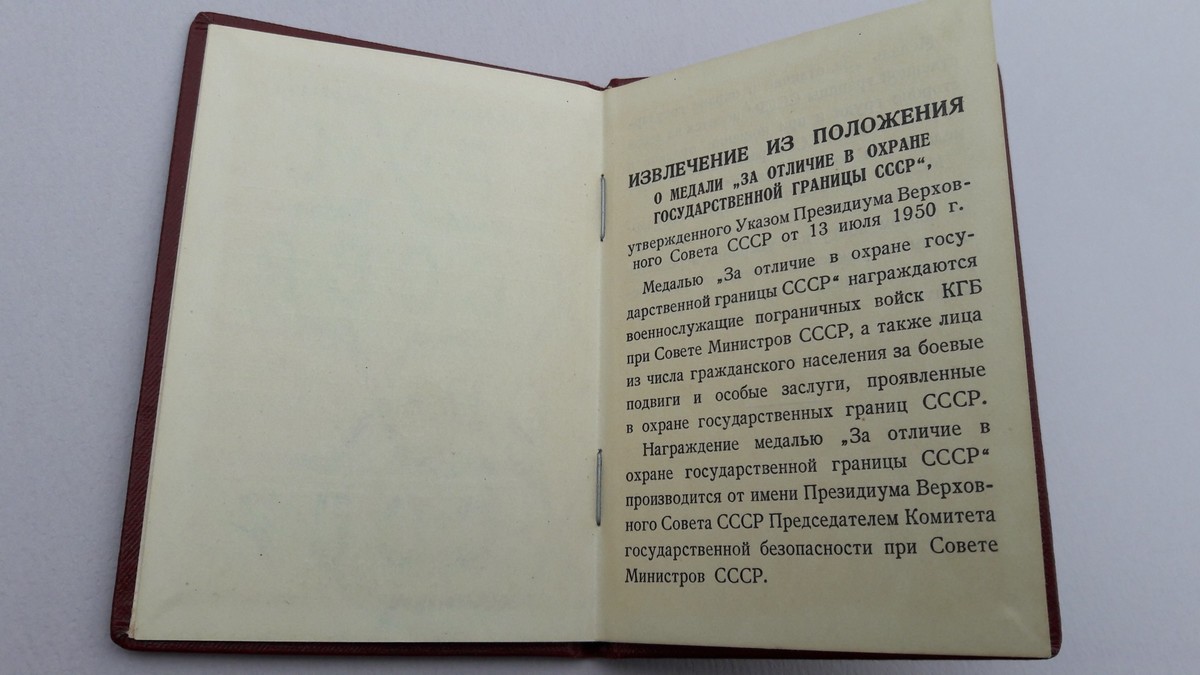 ИЗВЛЕЧЕНИЕ ИЗ ПОЛОЖЕНИЯ
О МЕДАЛИ „ЗА ОТЛИЧИЕ В ОХРАНЕ
ГОСУДАРСТВЕННОЙ ГРАНИЦЫ СССР“,
утвержденного Указом Президиума Верхов-
ного Совета СССР от 13 июля 1950 г.
Медалью „За отличие в охране госу-
дарственной границы СССР“ награждаются
военнослужащие пограничных войск КГБ
при Совете Министров СССР, а также лица
из числа гражданского населения за боевые
подвиги и особые заслуги, проявленные
в охране государственных границ СССР.
Награждение медалью „За отличие в
охране государственной границы СССР“
производится от имени Президиума Верхов-
ного Совета СССР Председателем Комитета
государственной безопасности при Совете
Министров СССР.